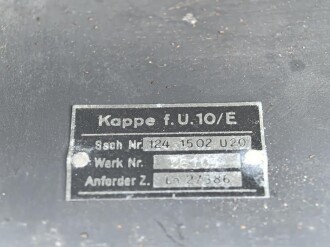 Kappe f.U.10/E
Sach Nr. 124-1502 U20
Werk Nr.
Anforder Z.